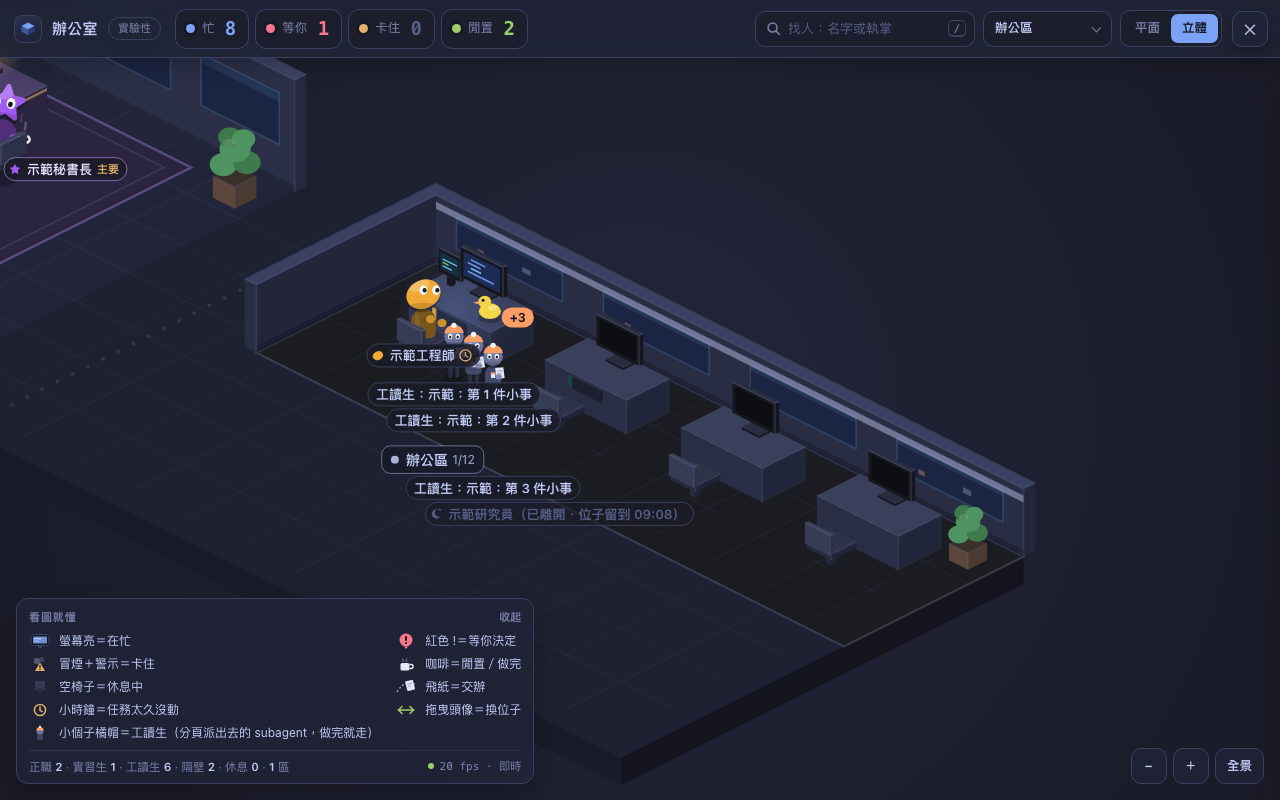 辦公室 實驗性 忙 8 等你 1 卡住 0 閒置 2 找人：名字或執掌 / 辦公區 平面 立體
示範秘書長 主要
+3
示範工程師
工讀生：示範：第 1 件小事
工讀生：示範：第 2 件小事
辦公區 1/12
工讀生：示範：第 3 件小事
示範研究員（已離開 · 位子留到 09:08）
看圖就懂 收起
螢幕亮＝在忙 紅色 !＝等你決定
冒煙＋警示＝卡住 咖啡＝閒置 / 做完
空椅子＝休息中 飛紙＝交辦
小時鐘＝任務太久沒動 拖曳頭像＝換位子
小個子橘帽＝工讀生（分頁派出去的 subagent，做完就走）
正職 2 · 實習生 1 · 工讀生 6 · 隔壁 2 · 休息 0 · 1 區 20 fps · 即時
− + 全景